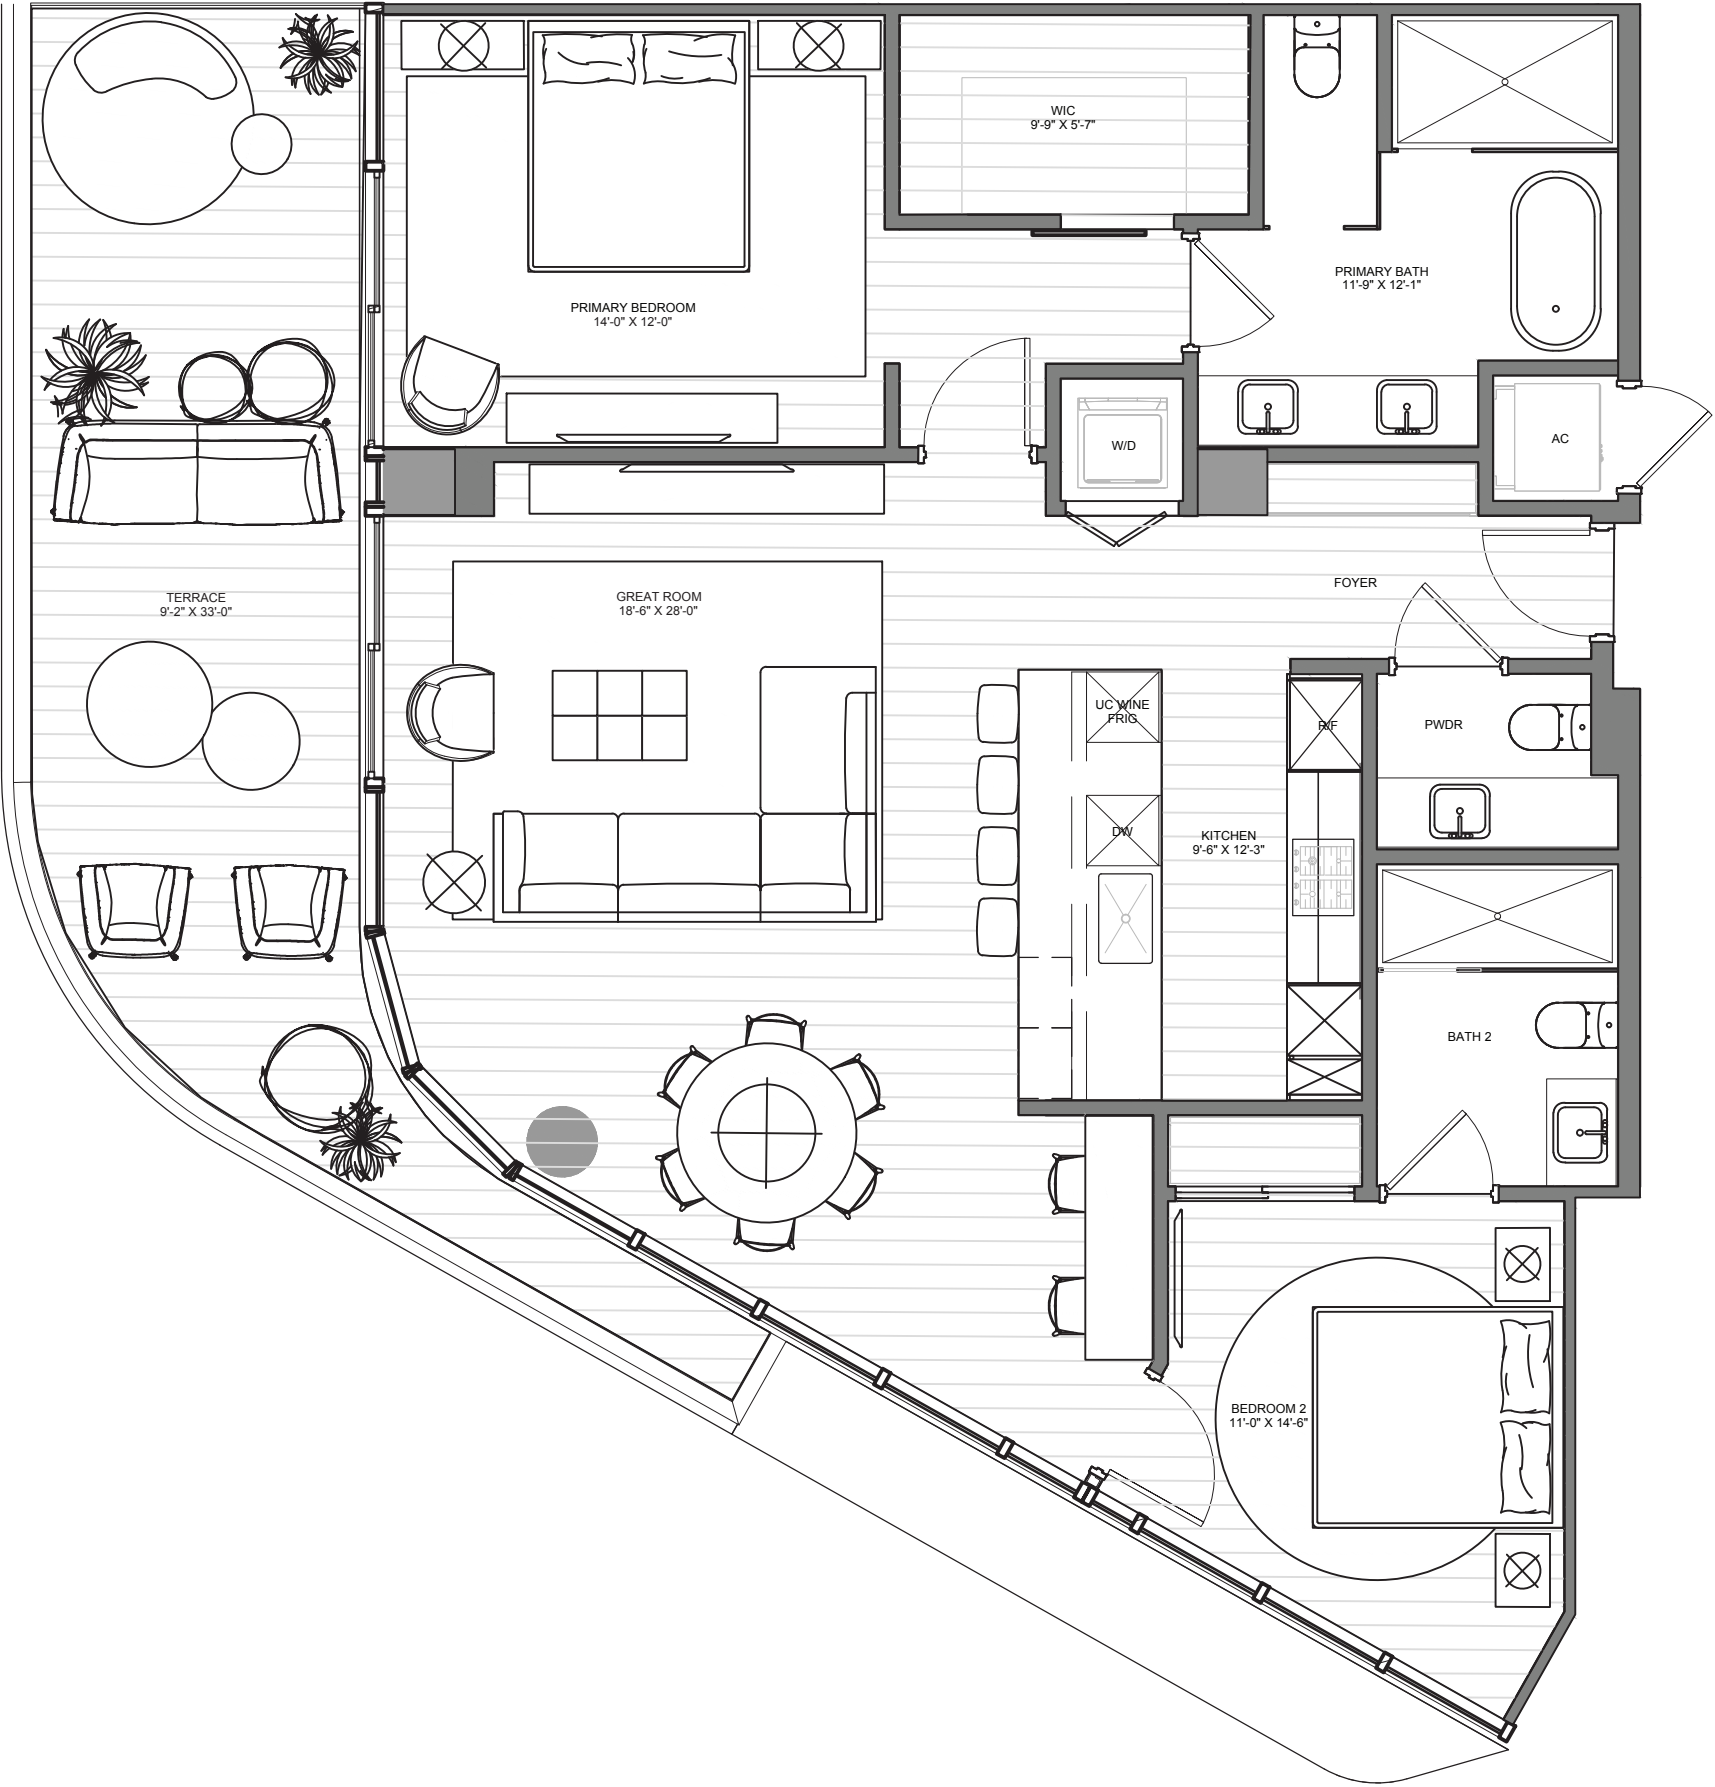 WIC
9'-9" X 5'-7"
PRIMARY BEDROOM
14'-0" X 12'-0"
PRIMARY BATH
11'-9" X 12'-1"
W/D
AC
TERRACE
9'-2" X 33'-0"
GREAT ROOM
18'-6" X 28'-0"
FOYER
UC WINE
FRIG
R/F
PWDR
DW
KITCHEN
9'-6" X 12'-3"
BATH 2
BEDROOM 2
11'-0" X 14'-6"